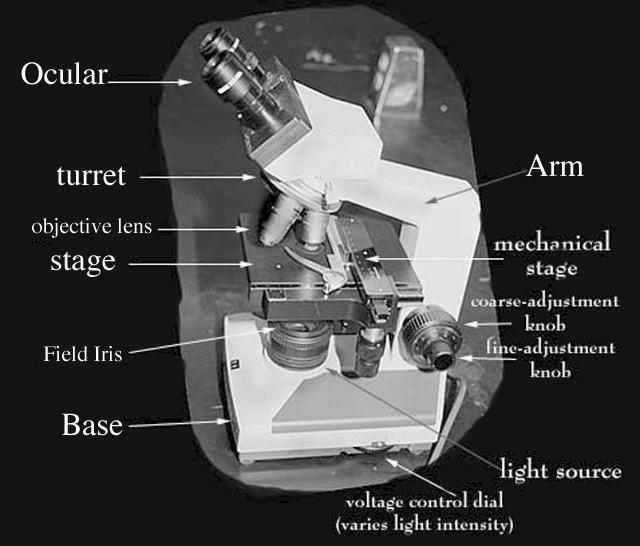 Ocular
turret
Arm
objective lens
stage
mechanical
stage
coarse-adjustment
knob
fine-adjustment
knob
Field Iris
Base
light source
voltage control dial
(varies light intensity)